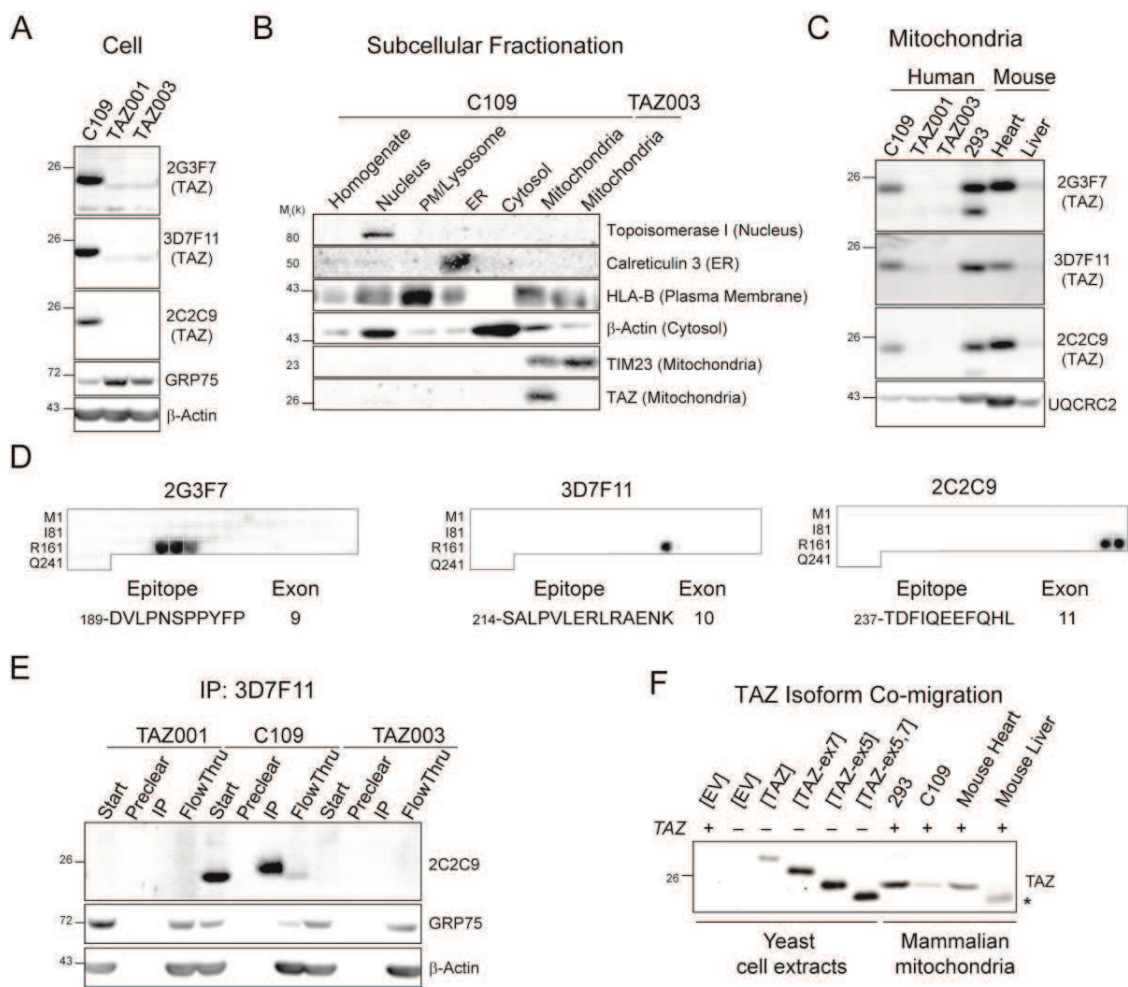 A
Cell
C109
TAZ001
TAZ003
26
2G3F7
(TAZ)
26
3D7F11
(TAZ)
26
2C2C9
(TAZ)
72
GRP75
43
β-Actin
B
Subcellular Fractionation
C109
TAZ003
Homogenate
Nucleus
PM/Lysosome
ER
Cytosol
Mitochondria
Mitochondria
Mr(k)
80
Topoisomerase I (Nucleus)
50
Calreticulin 3 (ER)
43
HLA-B (Plasma Membrane)
43
β-Actin (Cytosol)
23
TIM23 (Mitochondria)
26
TAZ (Mitochondria)
C
Mitochondria
Human
Mouse
C109
TAZ001
TAZ003
293
Heart
Liver
26
2G3F7
(TAZ)
26
3D7F11
(TAZ)
26
2C2C9
(TAZ)
43
UQCRC2
D
2G3F7
M1
I81
R161
Q241
Epitope Exon
189-DVLPNSPPYFP 9
3D7F11
M1
I81
R161
Q241
Epitope Exon
214-SALPVLERLRAENK 10
2C2C9
M1
I81
R161
Q241
Epitope Exon
237-TDFIQEEFQHL 11
E
IP: 3D7F11
TAZ001
C109
TAZ003
Start
Preclear
IP
FlowThru
Start
Preclear
IP
FlowThru
Start
Preclear
IP
FlowThru
26
2C2C9
72
GRP75
43
β-Actin
F
TAZ Isoform Co-migration
[EV]
[EV]
[TAZ]
[TAZ-ex7]
[TAZ-ex5]
[TAZ-ex5,7]
293
C109
Mouse Heart
Mouse Liver
TAZ + - - - - - + + + +
26
TAZ
*
Yeast
cell extracts
Mammalian
mitochondria